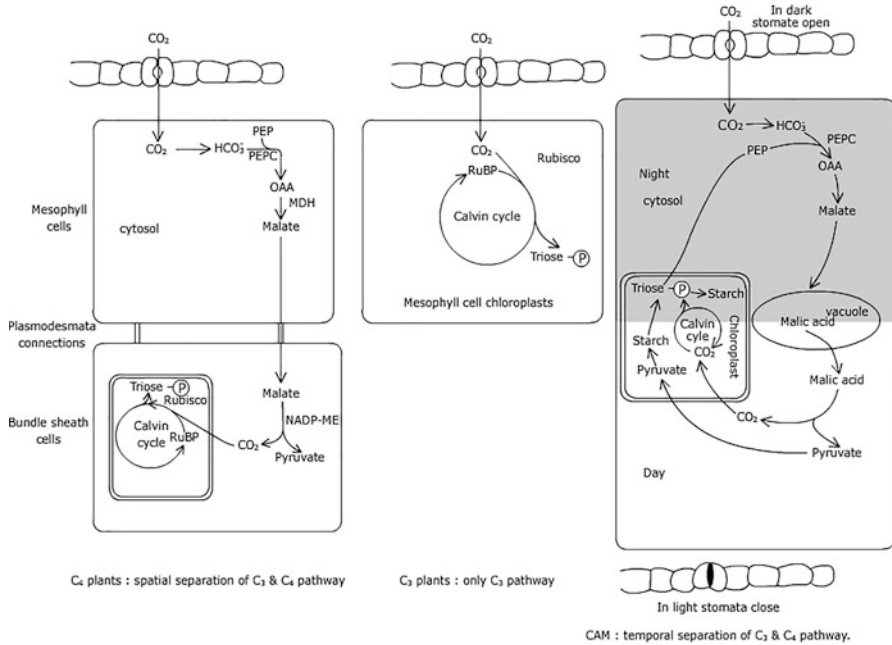 CO₂
Mesophyll
cells
cytosol
CO₂
HCO₃⁻
PEP
PEPC
OAA
MDH
Malate
Plasmodesmata
connections
Bundle sheath
cells
Triose
P
Rubisco
Calvin
cycle
RuBP
CO₂
Malate
NADP-ME
Pyruvate
C₄ plants : spatial separation of C₃ & C₄ pathway
CO₂
CO₂
Rubisco
RuBP
Calvin cycle
Triose
P
Mesophyll cell chloroplasts
C₃ plants : only C₃ pathway
CO₂
In dark
stomate open
CO₂
HCO₃⁻
PEP
PEPC
OAA
Night
cytosol
Malate
Triose
P
Starch
Calvin
cyle
CO₂
Chloroplast
Starch
Pyruvate
vacuole
Malic acid
Malic acid
CO₂
Pyruvate
Day
In light stomata close
CAM : temporal separation of C₃ & C₄ pathway.